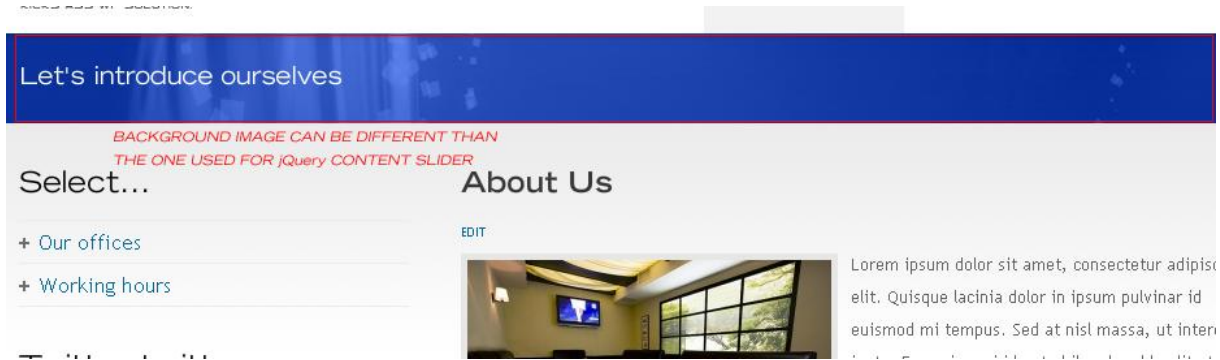 Let's introduce ourselves
BACKGROUND IMAGE CAN BE DIFFERENT THAN
THE ONE USED FOR jQuery CONTENT SLIDER
Select...
+ Our offices
+ Working hours
About Us
EDIT
Lorem ipsum dolor sit amet, consectetur adipisc
elit. Quisque lacinia dolor in ipsum pulvinar id
euismod mi tempus. Sed at nisl massa, ut interd